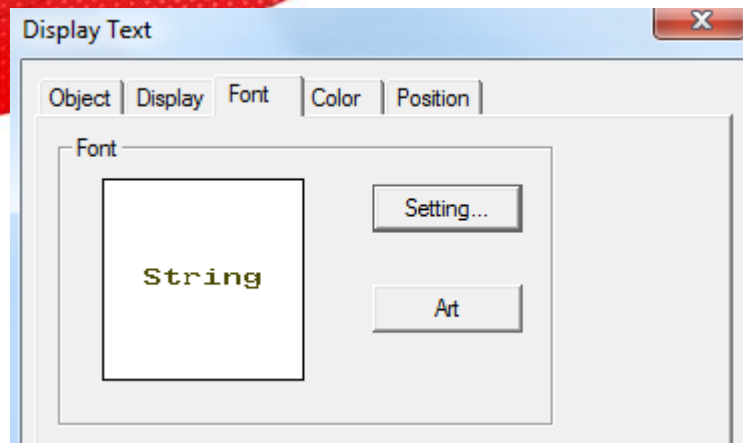 Display Text
Object Display Font Color Position
Font
Setting...
String
Art